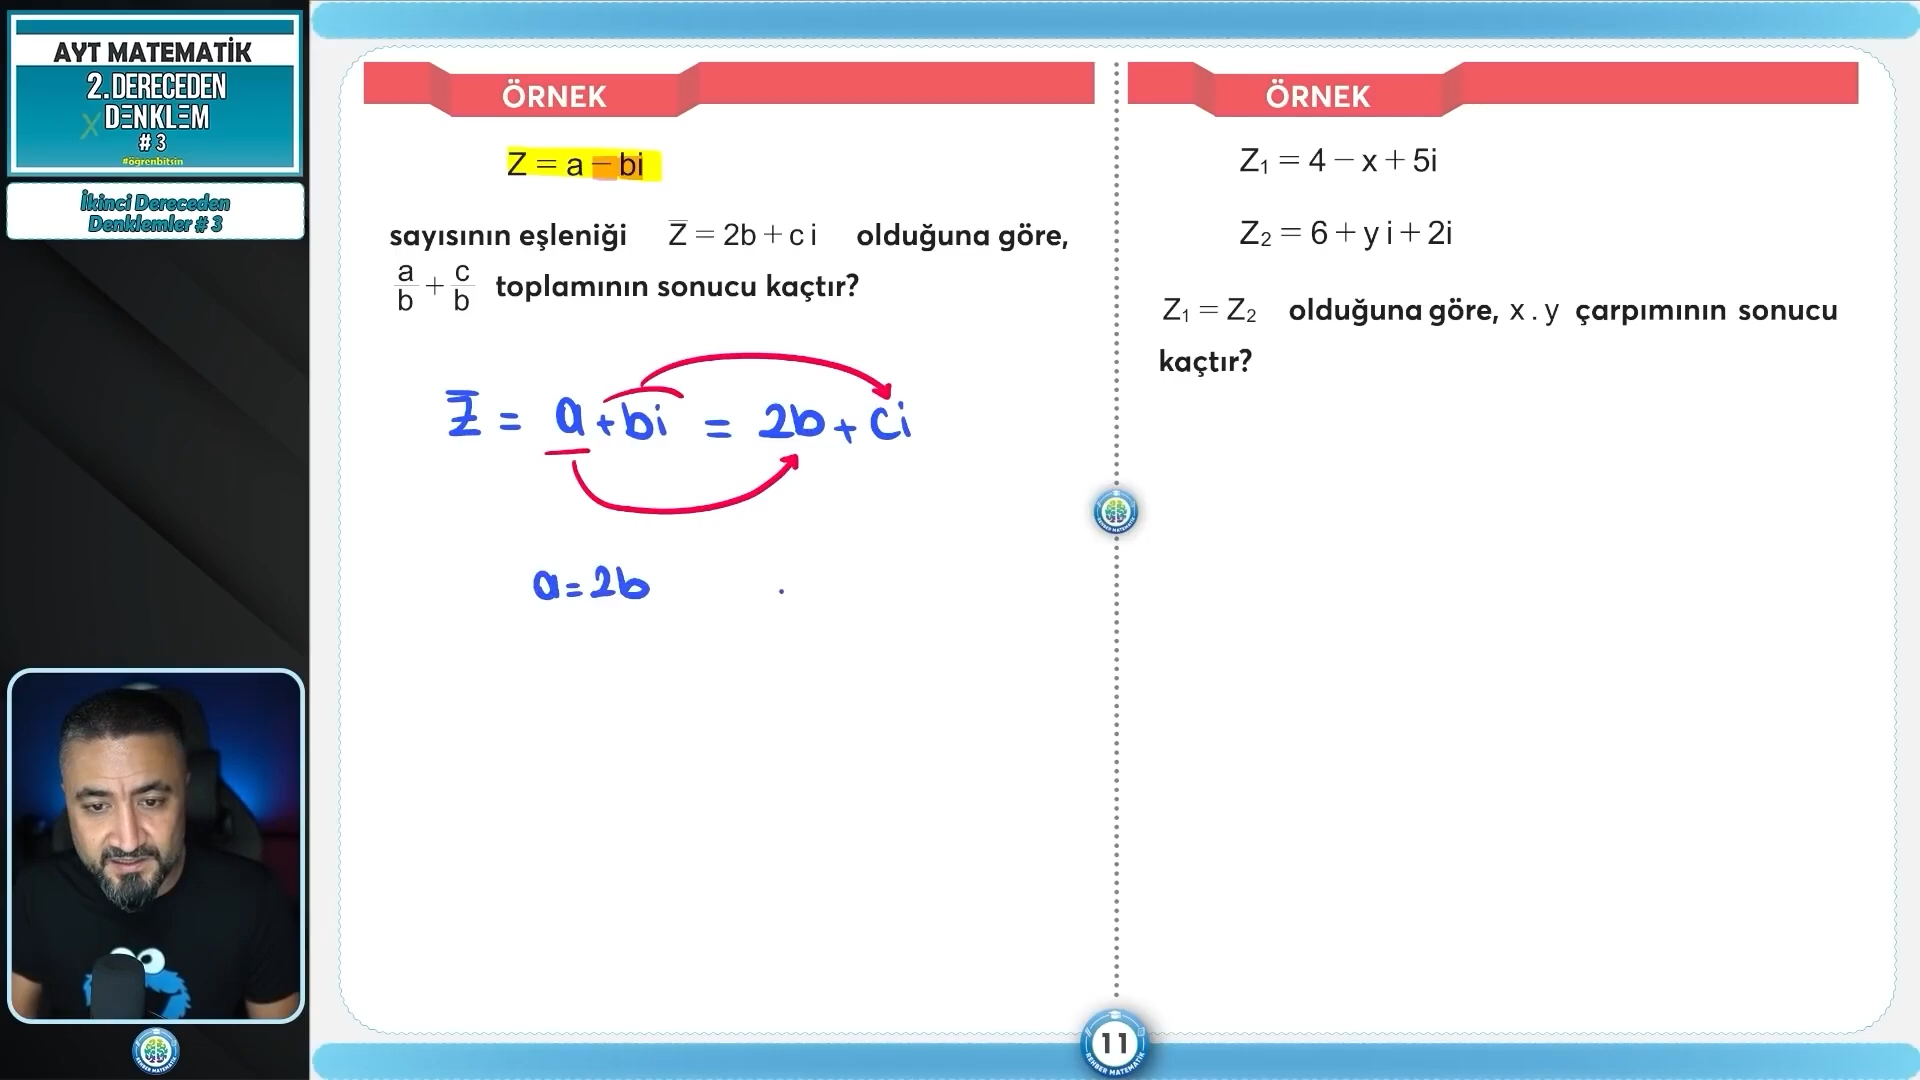 AYT MATEMATİK
2. DERECEDEN
DENKLEM
X
# 3
#öğrenbitsin
İkinci Dereceden
Denklemler # 3
ÖRNEK
Z = a − bi
sayısının eşleniği Z̅ = 2b + c i olduğuna göre,
a/b + c/b toplamının sonucu kaçtır?
Z̅ = a + bi = 2b + ci
a = 2b
ÖRNEK
Z₁ = 4 − x + 5i
Z₂ = 6 + y i + 2i
Z₁ = Z₂ olduğuna göre, x . y çarpımının sonucu
kaçtır?
11
REHBER MATEMATİK